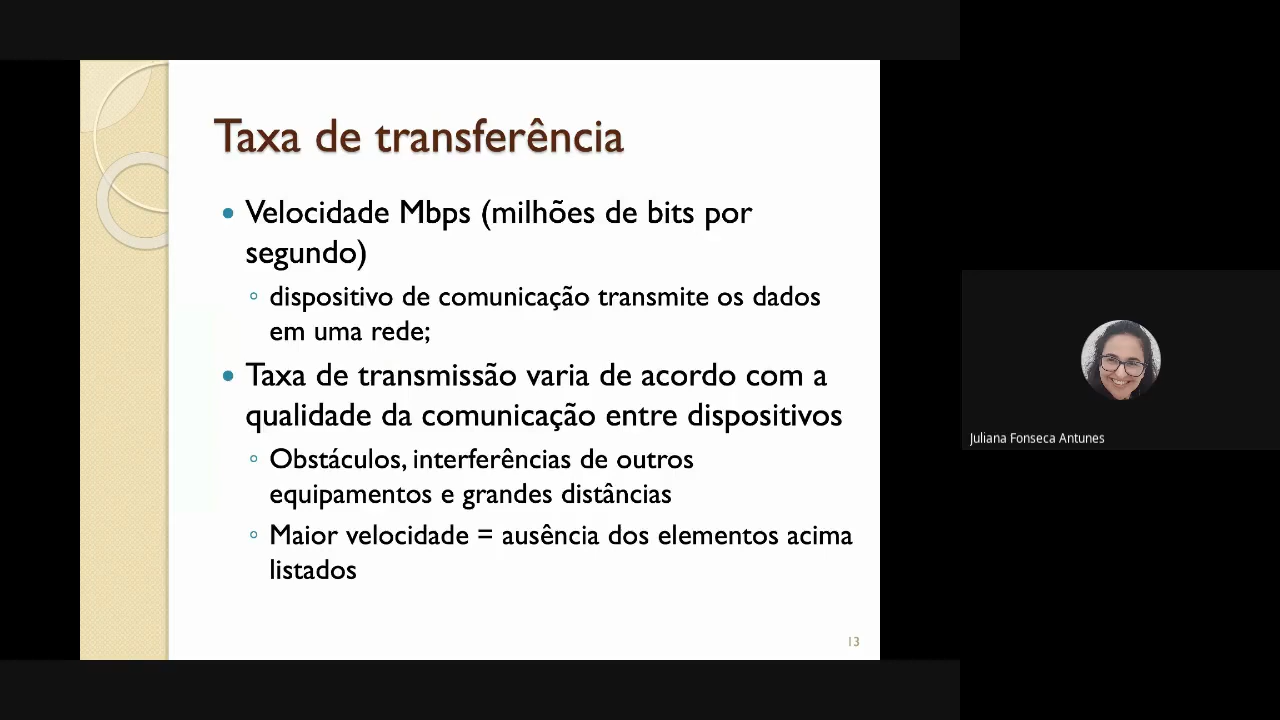 Taxa de transferência
Velocidade Mbps (milhões de bits por
segundo)
dispositivo de comunicação transmite os dados
em uma rede;
Taxa de transmissão varia de acordo com a
qualidade da comunicação entre dispositivos
Obstáculos, interferências de outros
equipamentos e grandes distâncias
Maior velocidade = ausência dos elementos acima
listados
13
Juliana Fonseca Antunes